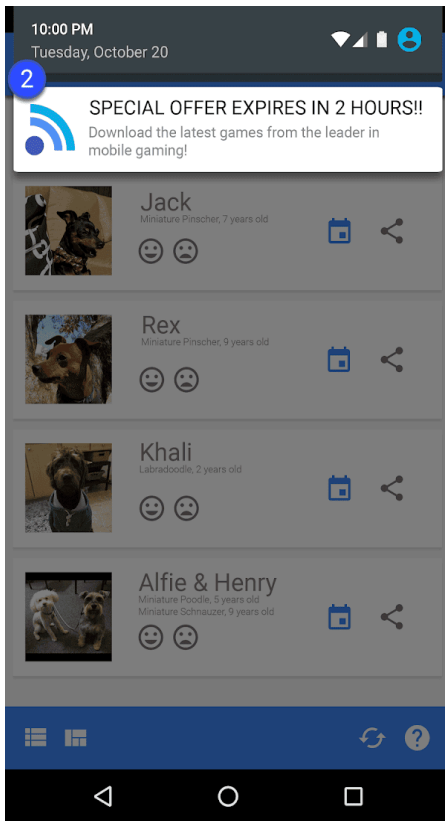 10:00 PM
Tuesday, October 20
2
SPECIAL OFFER EXPIRES IN 2 HOURS!!
Download the latest games from the leader in
mobile gaming!
Jack
Miniature Pinscher, 7 years old
Rex
Miniature Pinscher, 9 years old
Khali
Labradoodle, 2 years old
Alfie & Henry
Miniature Poodle, 5 years old
Miniature Schnauzer, 9 years old
?